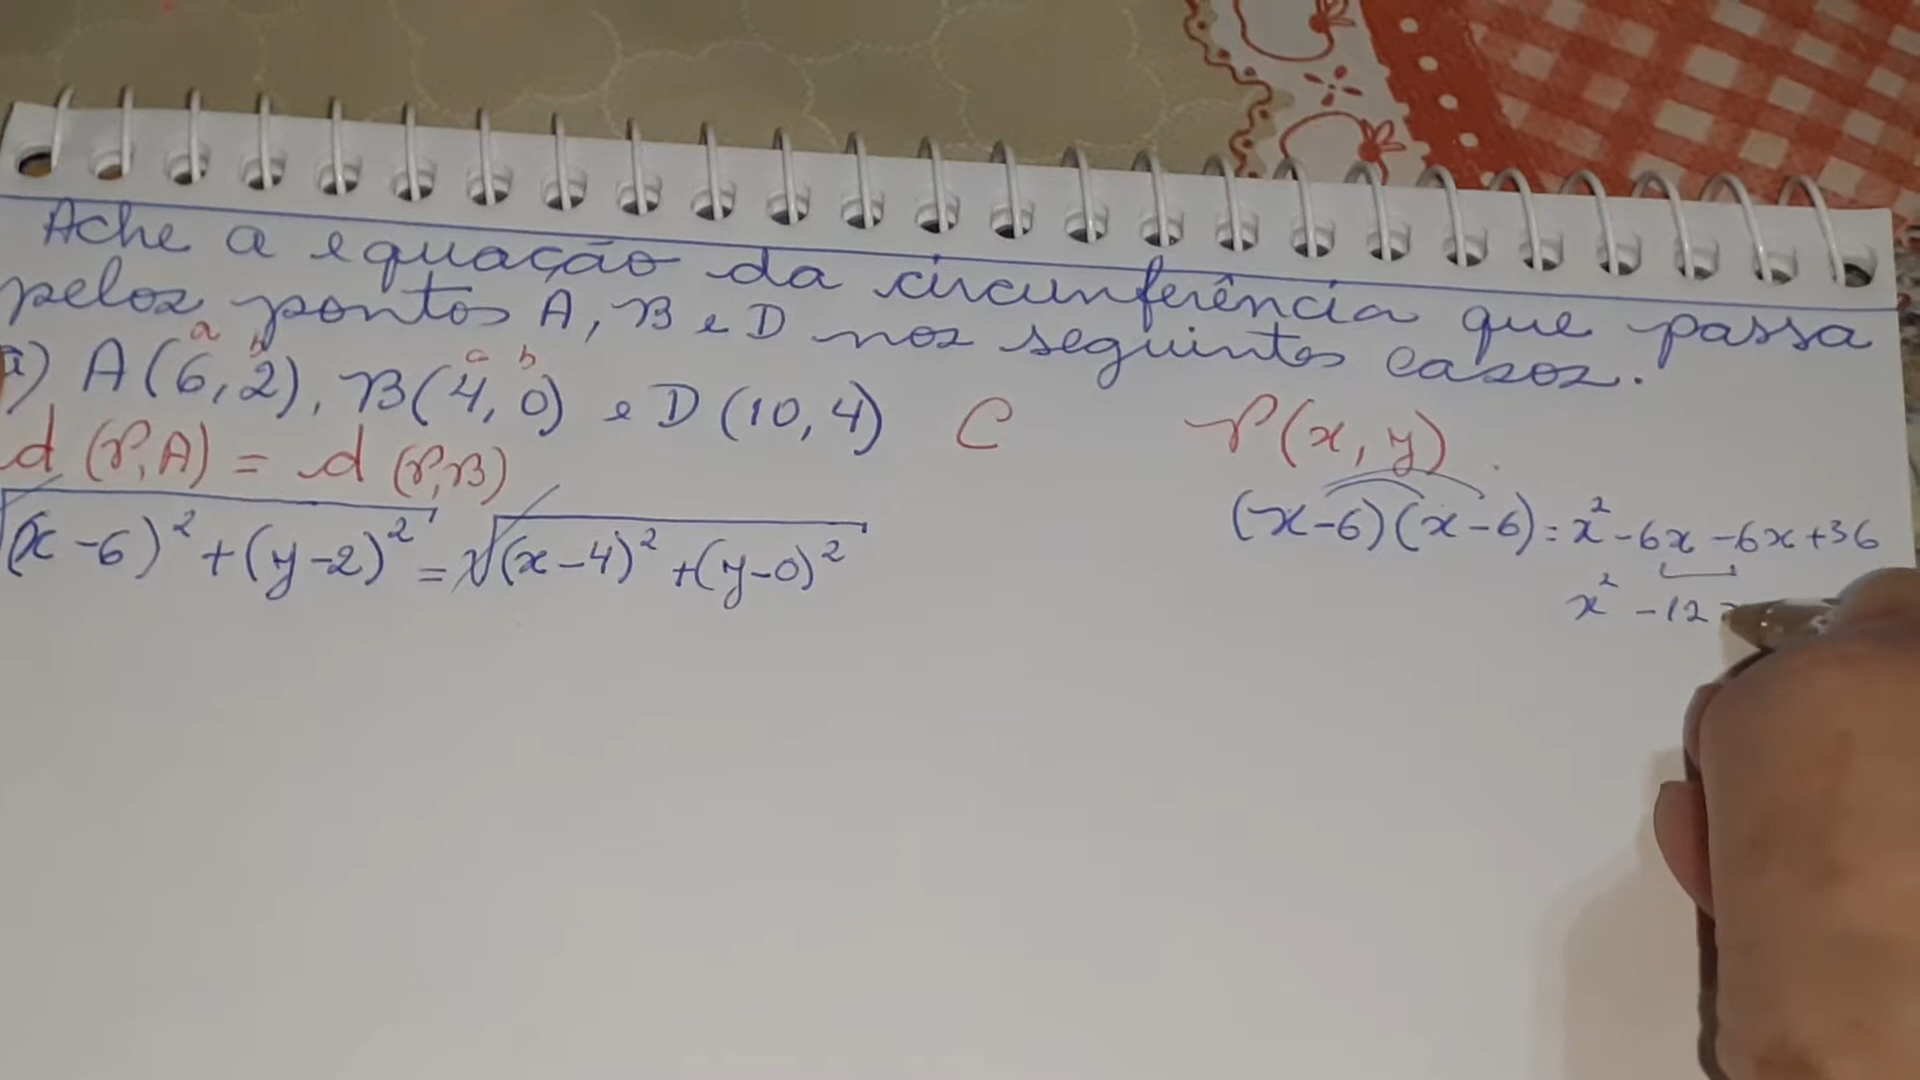 Ache a equação da circunferência que passa
pelos pontos A, B e D nos seguintes casos.
a b a b
a) A(6,2), B(4,0) e D(10,4) C P(x,y)
d(P,A) = d(P,B)
√(x-6)²+(y-2)² = √(x-4)²+(y-0)²
(x-6)(x-6)=x²-6x-6x+36
x²-12